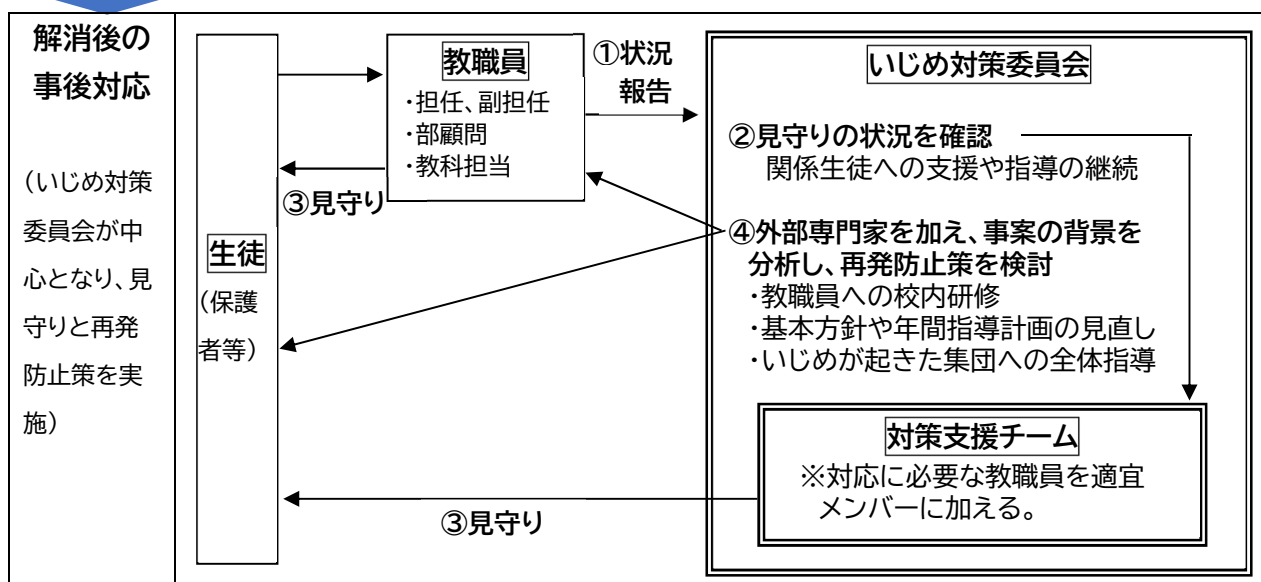 解消後の
事後対応
（いじめ対策
委員会が中
心となり、見
守りと再発
防止策を実
施）
生徒
（保護
者等）
教職員
・担任、副担任
・部顧問
・教科担当
①状況
報告
③見守り
いじめ対策委員会
②見守りの状況を確認
関係生徒への支援や指導の継続
④外部専門家を加え、事案の背景を
分析し、再発防止策を検討
・教職員への校内研修
・基本方針や年間指導計画の見直し
・いじめが起きた集団への全体指導
対策支援チーム
※対応に必要な教職員を適宜
メンバーに加える。
③見守り